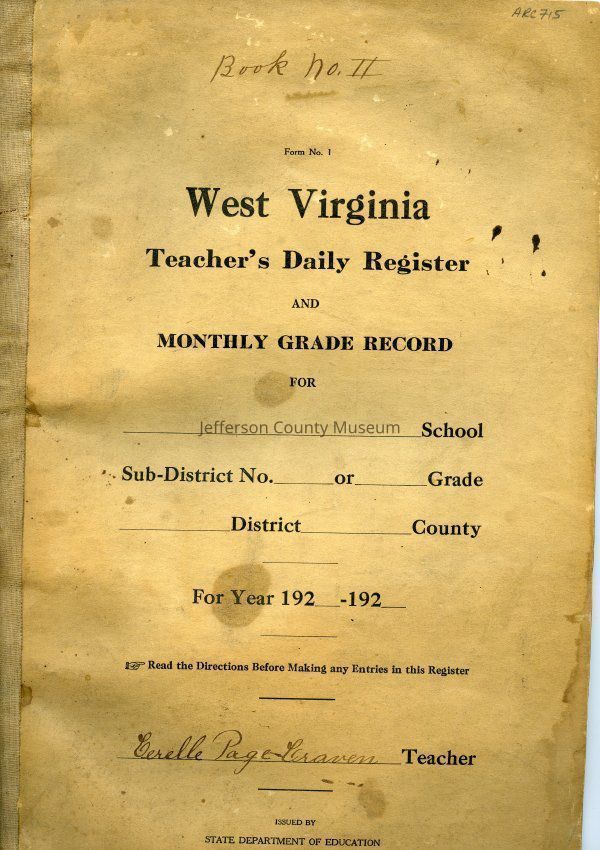 ARC715
Book No. II
Form No. 1
West Virginia
Teacher's Daily Register
AND
MONTHLY GRADE RECORD
FOR
Jefferson County Museum School
Sub-District No. or Grade
District County
For Year 192 -192
☞ Read the Directions Before Making any Entries in this Register
Page Teacher
ISSUED BY
STATE DEPARTMENT OF EDUCATION